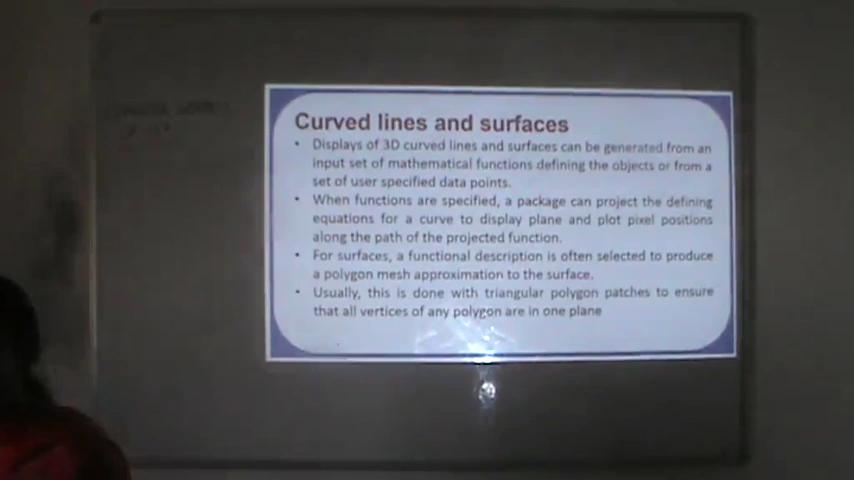 Curved lines and surfaces
• Displays of 3D curved lines and surfaces can be generated from an
input set of mathematical functions defining the objects or from a
set of user specified data points.
• When functions are specified, a package can project the defining
equations for a curve to display plane and plot pixel positions
along the path of the projected function.
• For surfaces, a functional description is often selected to produce
a polygon mesh approximation to the surface.
• Usually, this is done with triangular polygon patches to ensure
that all vertices of any polygon are in one plane